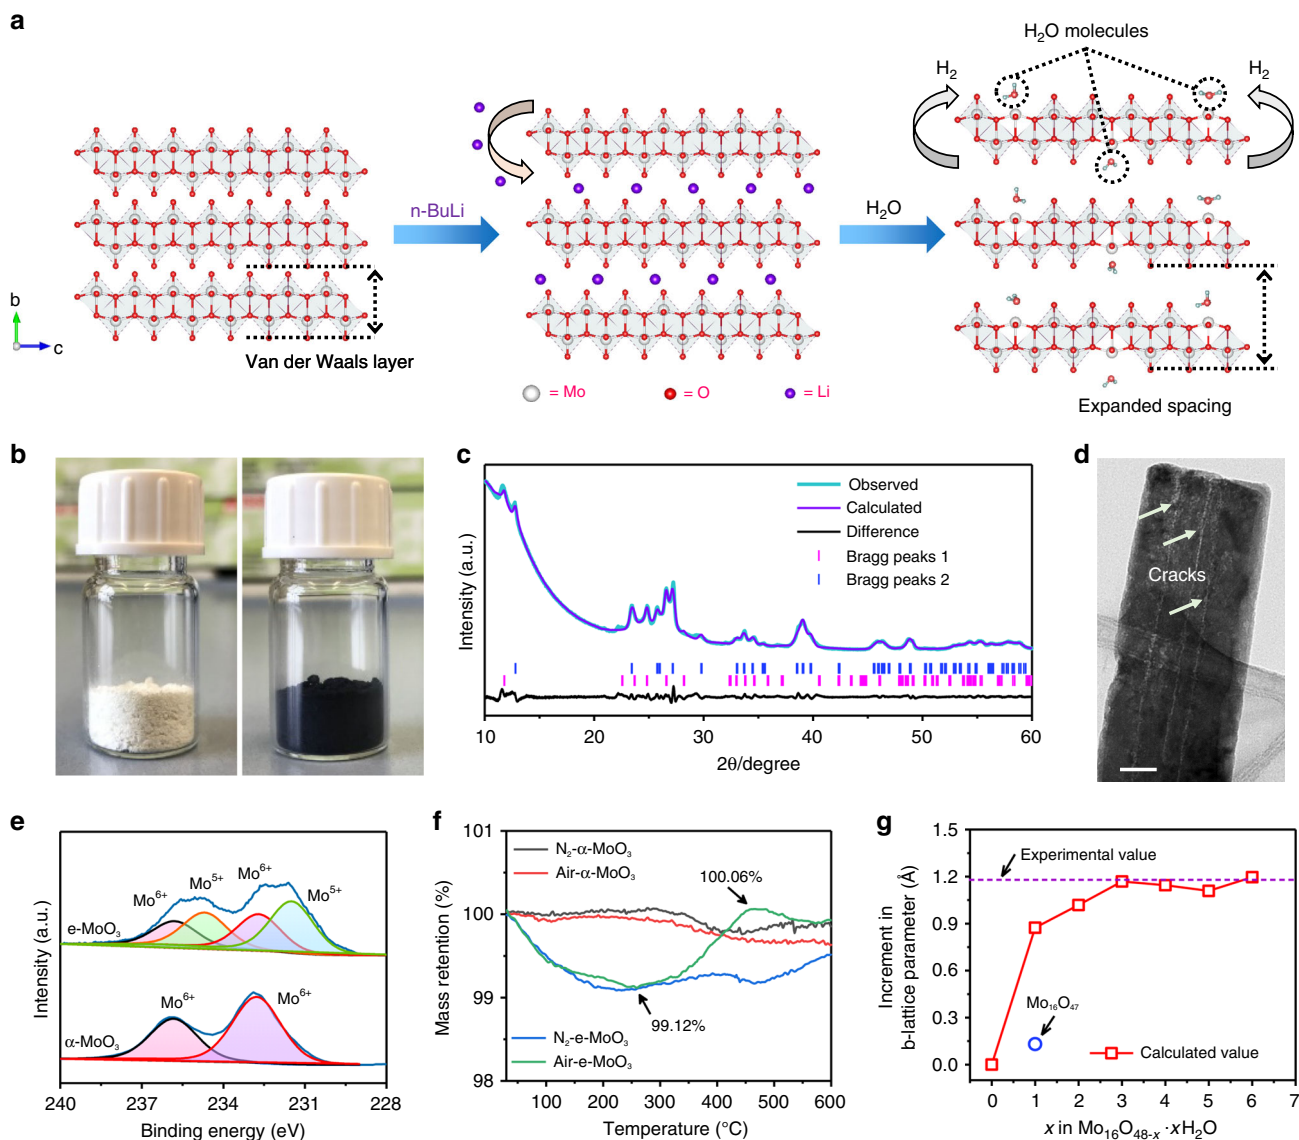 a
H₂O molecules
H₂
H₂
n-BuLi
H₂O
b
c
Van der Waals layer
= Mo
= O
= Li
Expanded spacing
b
c
Observed
Calculated
Difference
Bragg peaks 1
Bragg peaks 2
Intensity (a.u.)
10 20 30 40 50 60
2θ/degree
d
Cracks
e
Mo⁶⁺
Mo⁵⁺
Mo⁶⁺
Mo⁵⁺
e-MoO₃
Mo⁶⁺
Mo⁶⁺
α-MoO₃
Intensity (a.u.)
240 237 234 231 228
Binding energy (eV)
f
101
100
99
98
Mass retention (%)
N₂-α-MoO₃
Air-α-MoO₃
100.06%
99.12%
N₂-e-MoO₃
Air-e-MoO₃
100 200 300 400 500 600
Temperature (°C)
g
1.5
1.2
0.9
0.6
0.3
0.0
Increment in
b-lattice parameter (Å)
Experimental value
Mo₁₆O₄₇
Calculated value
0 1 2 3 4 5 6 7
x in Mo₁₆O₄₈₋ₓ ·xH₂O